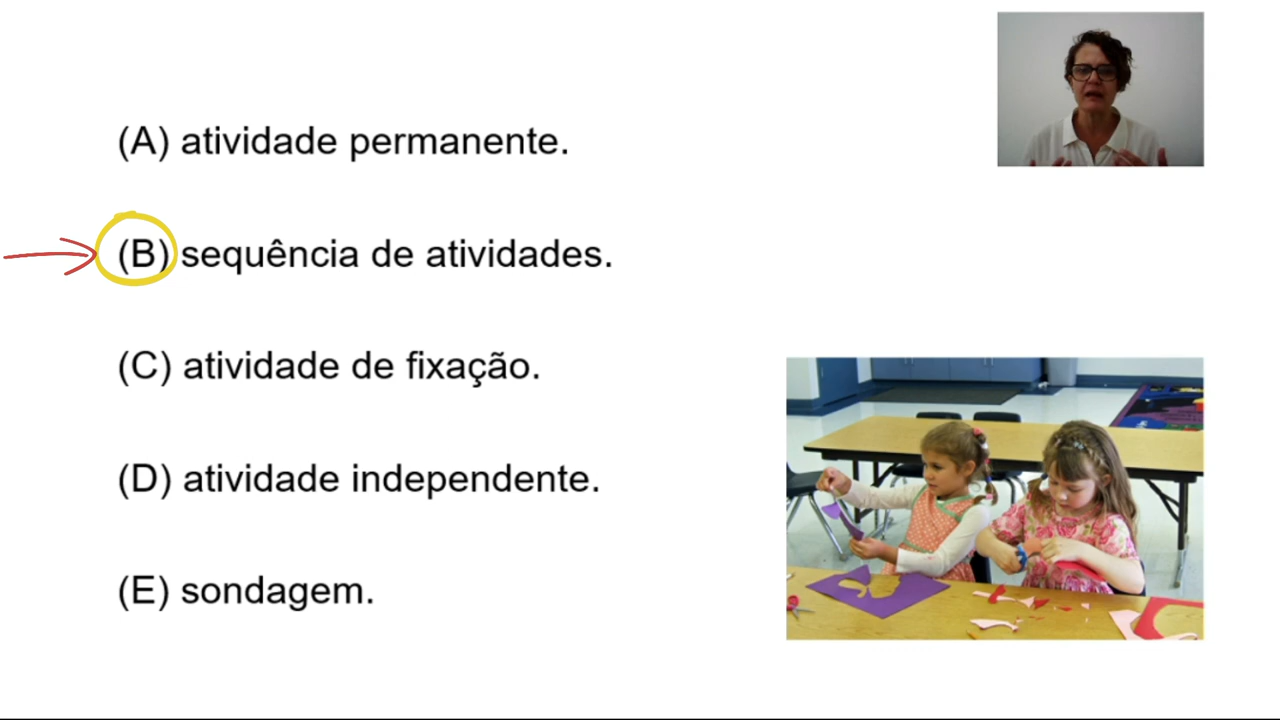 (A) atividade permanente.
(B) sequência de atividades.
(C) atividade de fixação.
(D) atividade independente.
(E) sondagem.